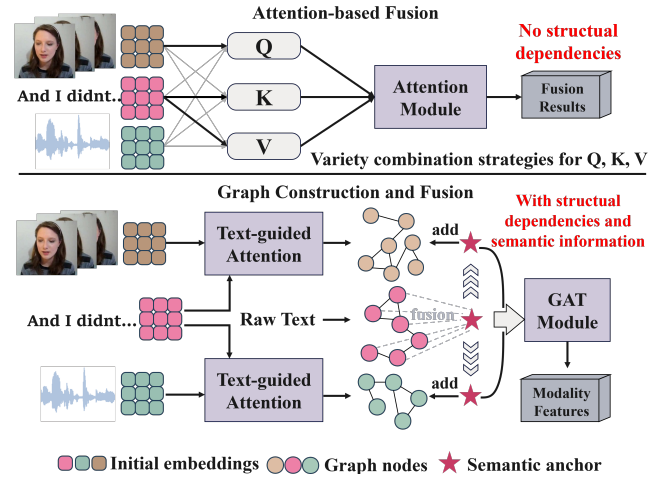 Attention-based Fusion
No structual
dependencies
Q
And I didnt..
K
Attention
Module
Fusion
Results
V
Variety combination strategies for Q, K, V
Graph Construction and Fusion
With structual
dependencies and
semantic information
Text-guided
Attention
add
And I didnt...
Raw Text
fusion
GAT
Module
Text-guided
Attention
add
Modality
Features
Initial embeddings
Graph nodes
Semantic anchor